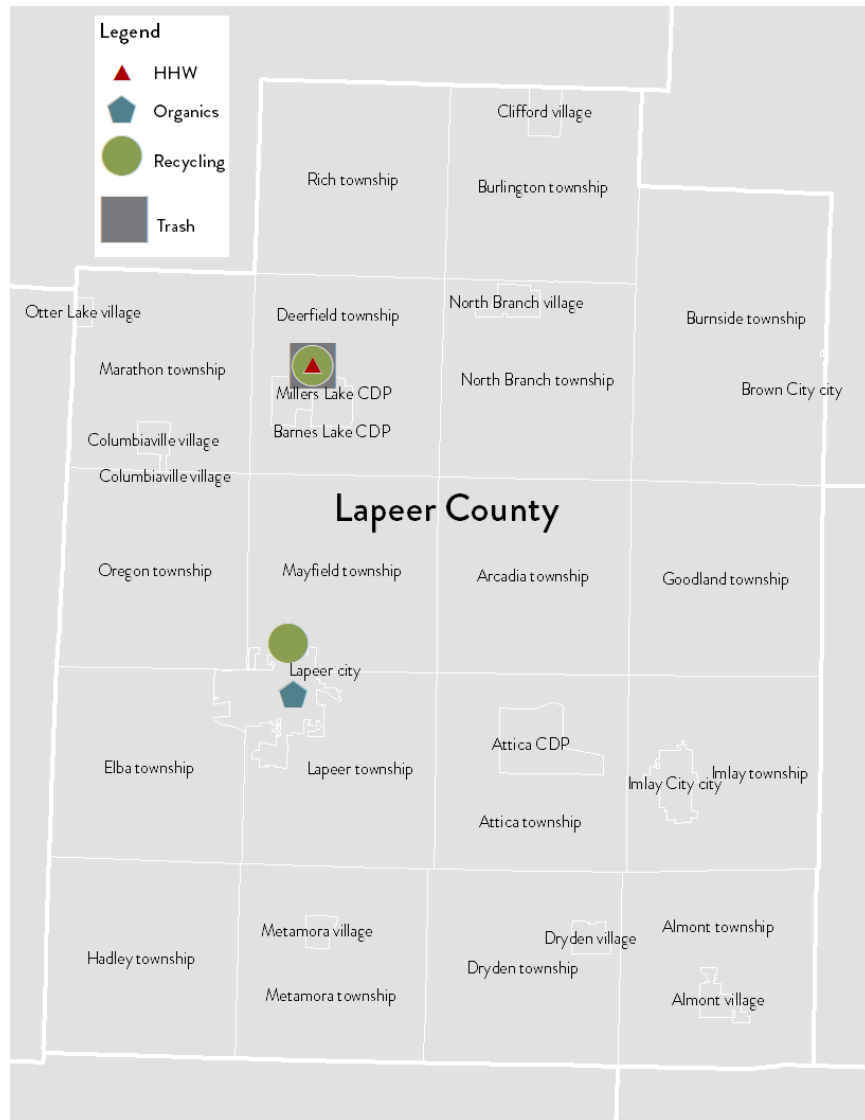 Legend
HHW
Organics
Recycling
Trash
Clifford village
Rich township
Burlington township
Otter Lake village
Deerfield township
North Branch village
Burnside township
Marathon township
North Branch township
Millers Lake CDP
Brown City city
Columbiaville village
Barnes Lake CDP
Columbiaville village
Lapeer County
Oregon township
Mayfield township
Arcadia township
Goodland township
Lapeer city
Elba township
Lapeer township
Attica CDP
Imlay City city
Imlay township
Attica township
Hadley township
Metamora village
Metamora township
Dryden village
Dryden township
Almont township
Almont village